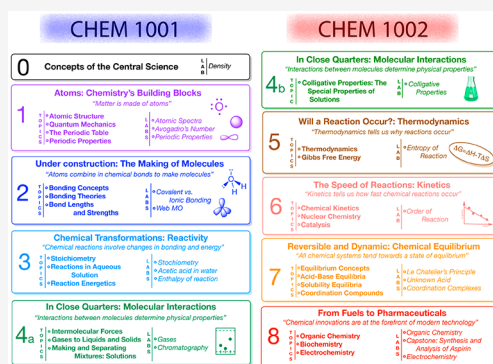 CHEM 1001
0
Concepts of the Central Science
LAB
Density
1
Atoms: Chemistry's Building Blocks
"Matter is made of atoms"
TOPICS
Atomic Structure
Quantum Mechanics
The Periodic Table
Periodic Properties
LABS
Atomic Spectra
Avogadro's Number
Periodic Properties
2
Under construction: The Making of Molecules
"Atoms combine in chemical bonds to make molecules"
TOPICS
Bonding Concepts
Bonding Theories
Bond Lengths
and Strengths
LABS
Covalent vs.
Ionic Bonding
Web MO
O
H
H
3
Chemical Transformations: Reactivity
"Chemical reactions involve changes in bonding and energy"
TOPICS
Stoichiometry
Reactions in Aqueous
Solution
Reaction Energetics
LABS
Stochiometry
Acetic acid in water
Enthalpy of reaction
4a
In Close Quarters: Molecular Interactions
"Interactions between molecules determine physical properties"
TOPICS
Intermolecular Forces
Gases to Liquids and Solids
Making and Separating
Mixtures: Solutions
LABS
Gases
Chromatography
CHEM 1002
4b
In Close Quarters: Molecular Interactions
"Interactions between molecules determine physical properties"
TOPICS
Colligative Properties: The
Special Properties of
Solutions
LAB
Colligative
Properties
5
Will a Reaction Occur?: Thermodynamics
"Thermodynamics tells us why reactions occur"
TOPICS
Thermodynamics
Gibbs Free Energy
LAB
Entropy of
Reaction
ΔG=ΔH-TΔS
6
The Speed of Reactions: Kinetics
"Kinetics tells us how fast chemical reactions occur"
TOPICS
Chemical Kinetics
Nuclear Chemistry
Catalysis
LAB
Order of
Reaction
7
Reversible and Dynamic: Chemical Equilibrium
"All chemical systems tend towards a state of equilibrium"
TOPICS
Equilibrium Concepts
Acid-Base Equilibria
Solubility Equilibria
Coordination Compounds
LABS
Le Chatelier's Principle
Unknown Acid
Coordination Complexes
8
From Fuels to Pharmaceuticals
"Chemical innovations are at the forefront of modern technology"
TOPICS
Organic Chemistry
Biochemistry
Electrochemistry
LABS
Organic Chemistry
Capstone: Synthesis and
Analysis of Aspirin
Electrochemistry